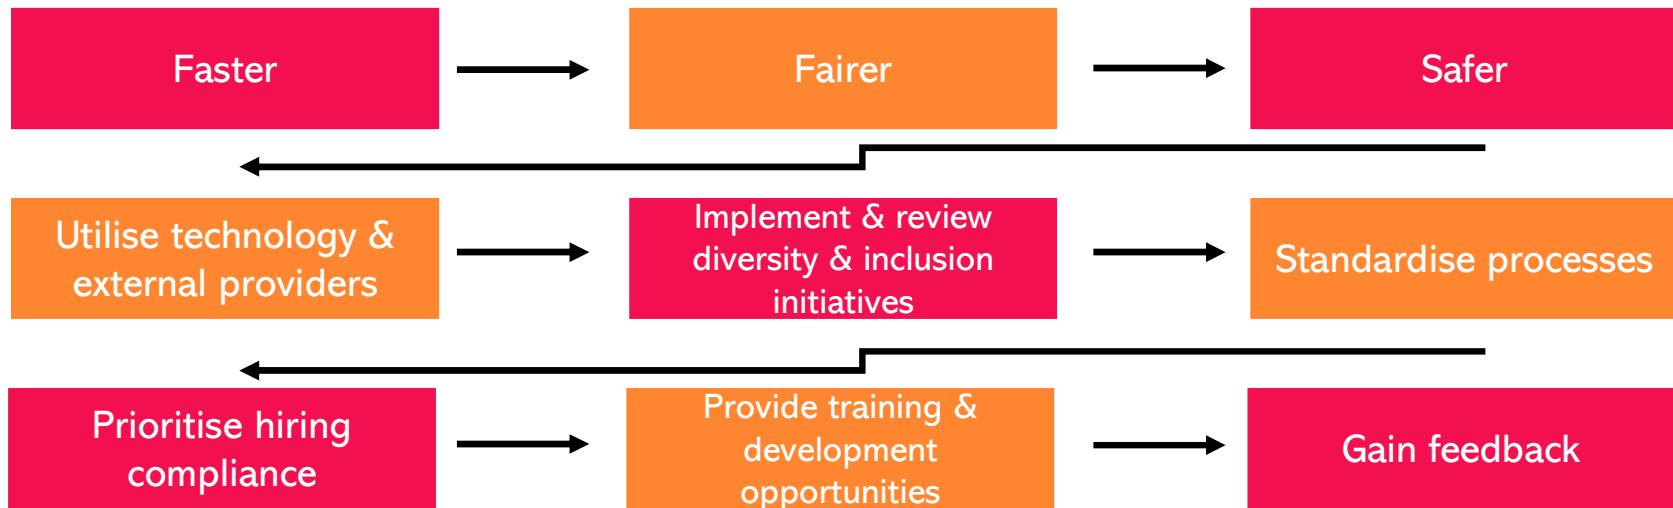 Faster
Fairer
Safer
Utilise technology &
external providers
Implement & review
diversity & inclusion
initiatives
Standardise processes
Prioritise hiring
compliance
Provide training &
development
opportunities
Gain feedback